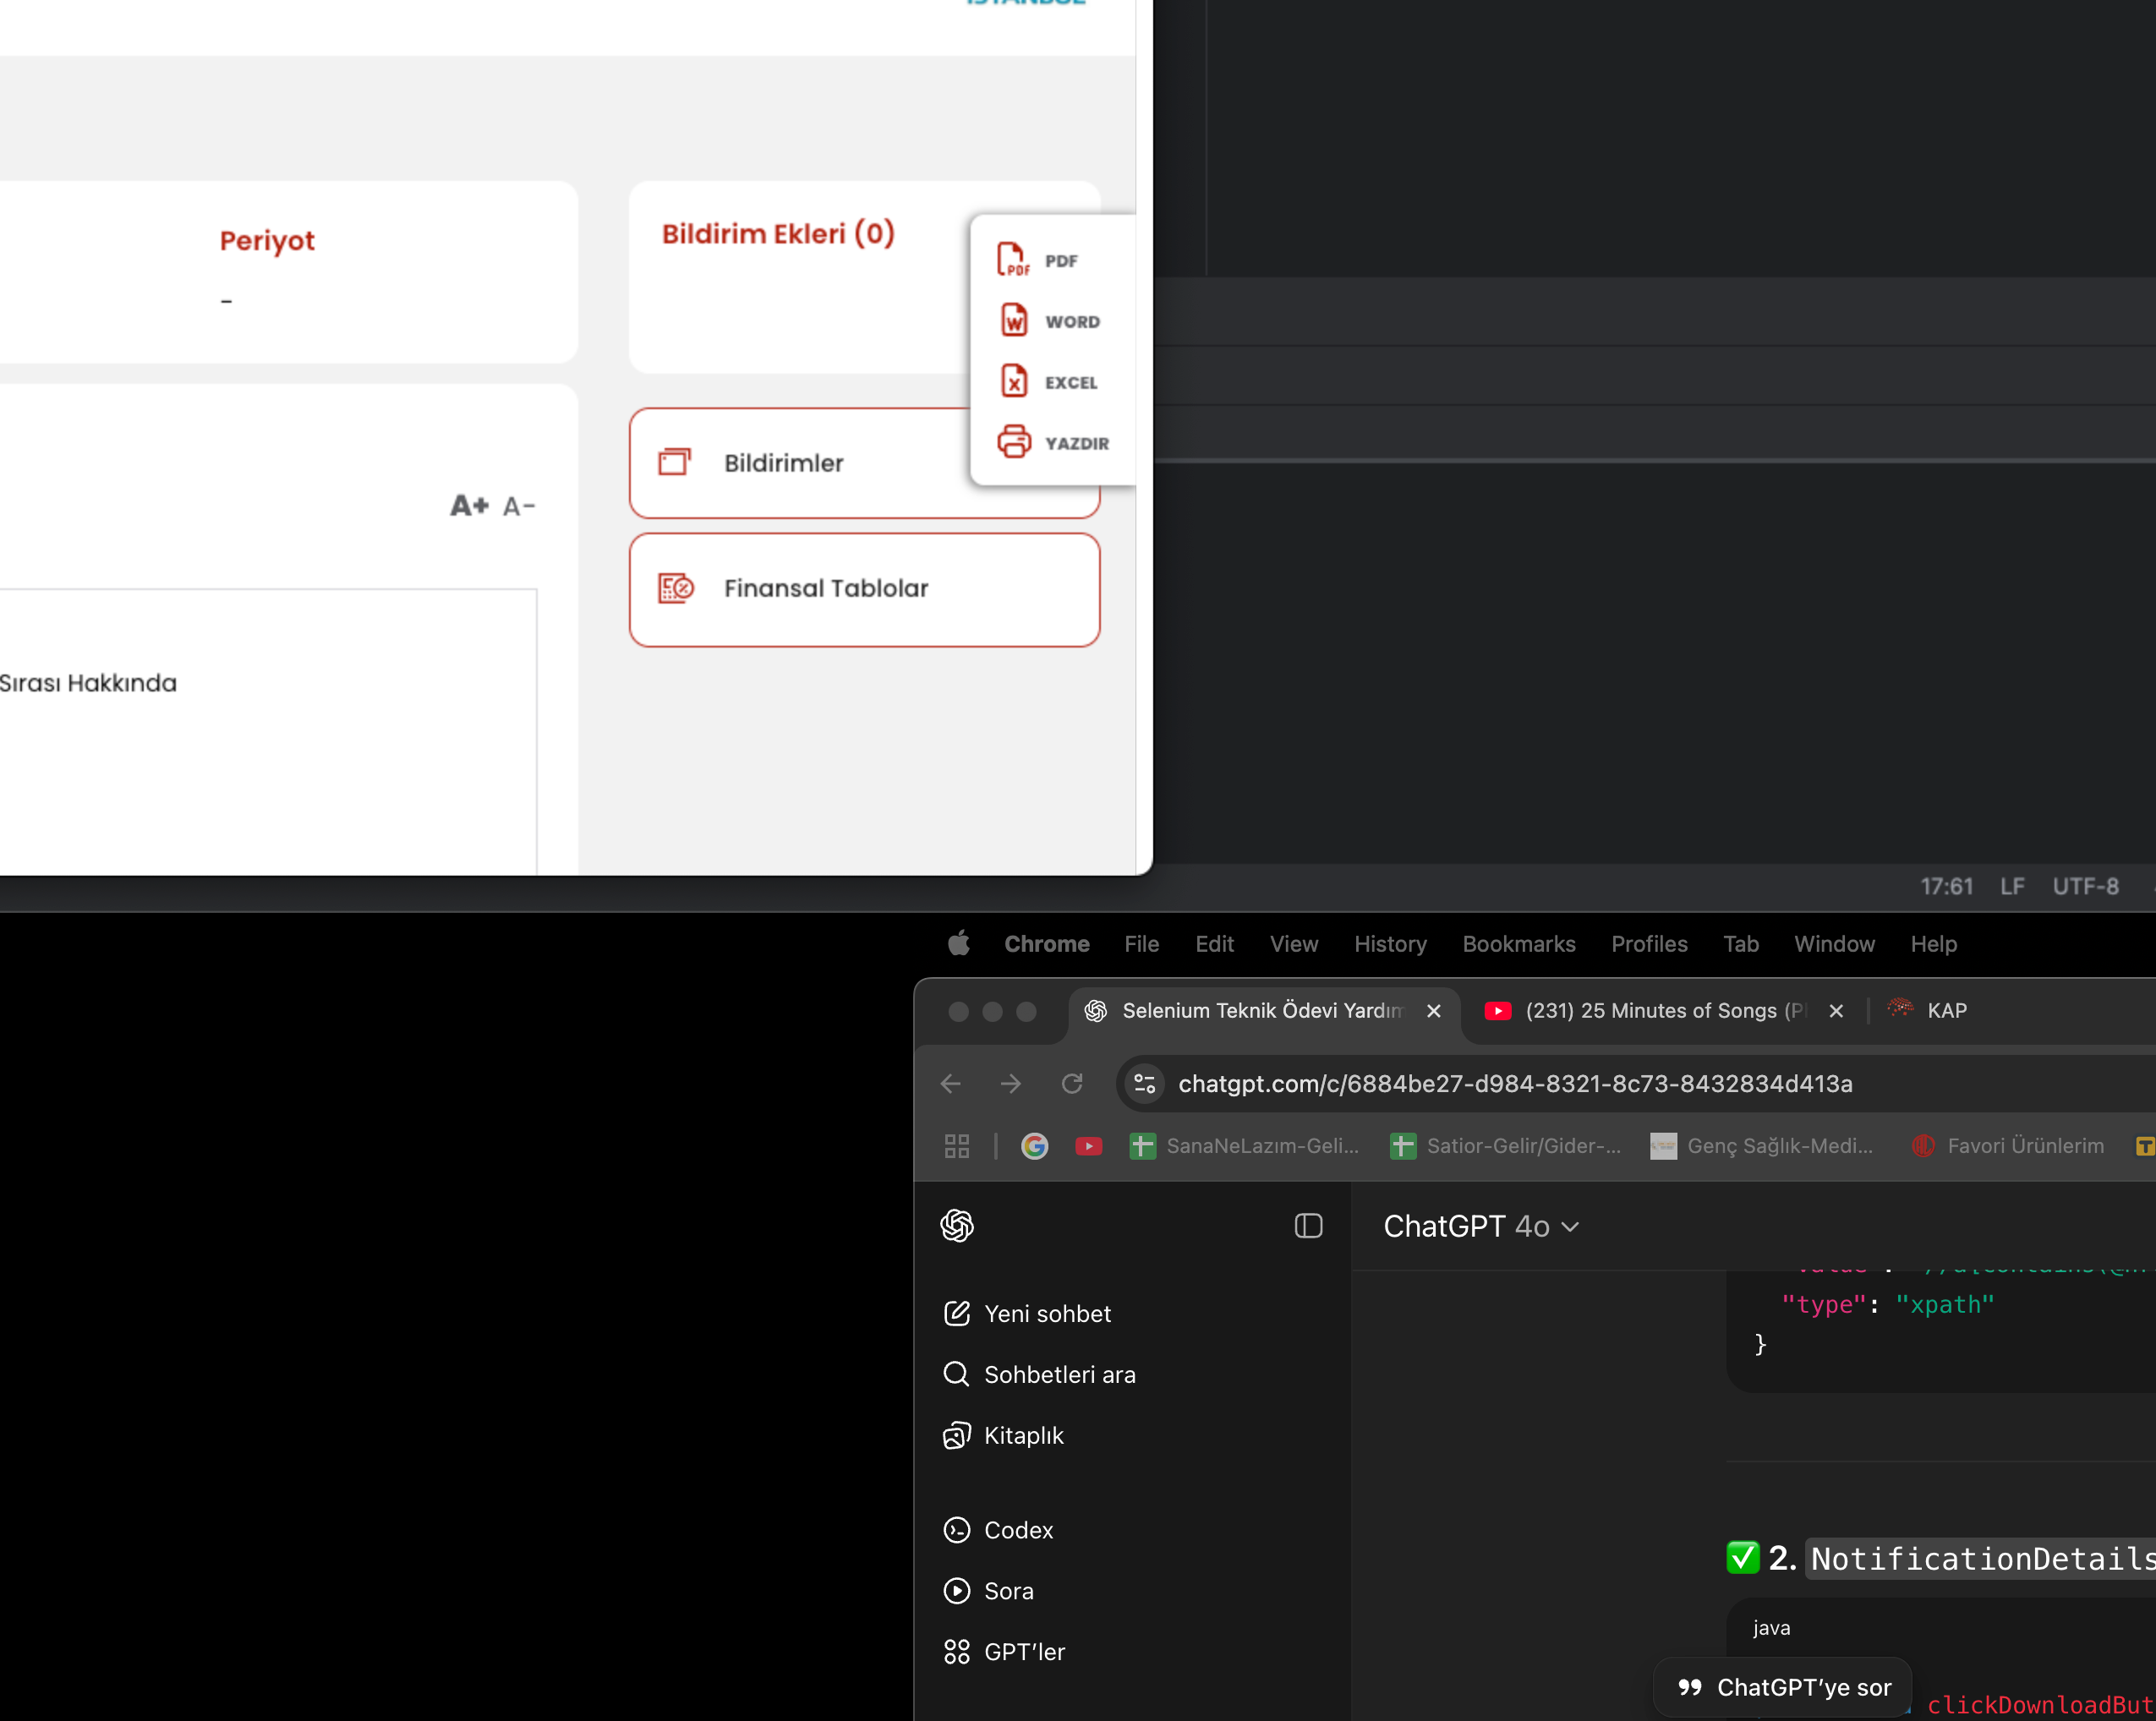 İSTANBUL
Periyot
-
Bildirim Ekleri (0)
PDF
PDF
W
WORD
X
EXCEL
YAZDIR
Bildirimler
A+ A-
Finansal Tablolar
Sırası Hakkında
17:61 LF UTF-8
Chrome File Edit View History Bookmarks Profiles Tab Window Help
Selenium Teknik Ödevi Yardım
(231) 25 Minutes of Songs (Pl
KAP
chatgpt.com/c/6884be27-d984-8321-8c73-8432834d413a
SanaNeLazım-Geli...
Satior-Gelir/Gider-...
Genç Sağlık-Medi...
Favori Ürünlerim
ChatGPT 4o
"type": "xpath"
}
Yeni sohbet
Sohbetleri ara
Kitaplık
Codex
Sora
GPT'ler
✅ 2. NotificationDetails
java
ChatGPT'ye sor
clickDownloadBut